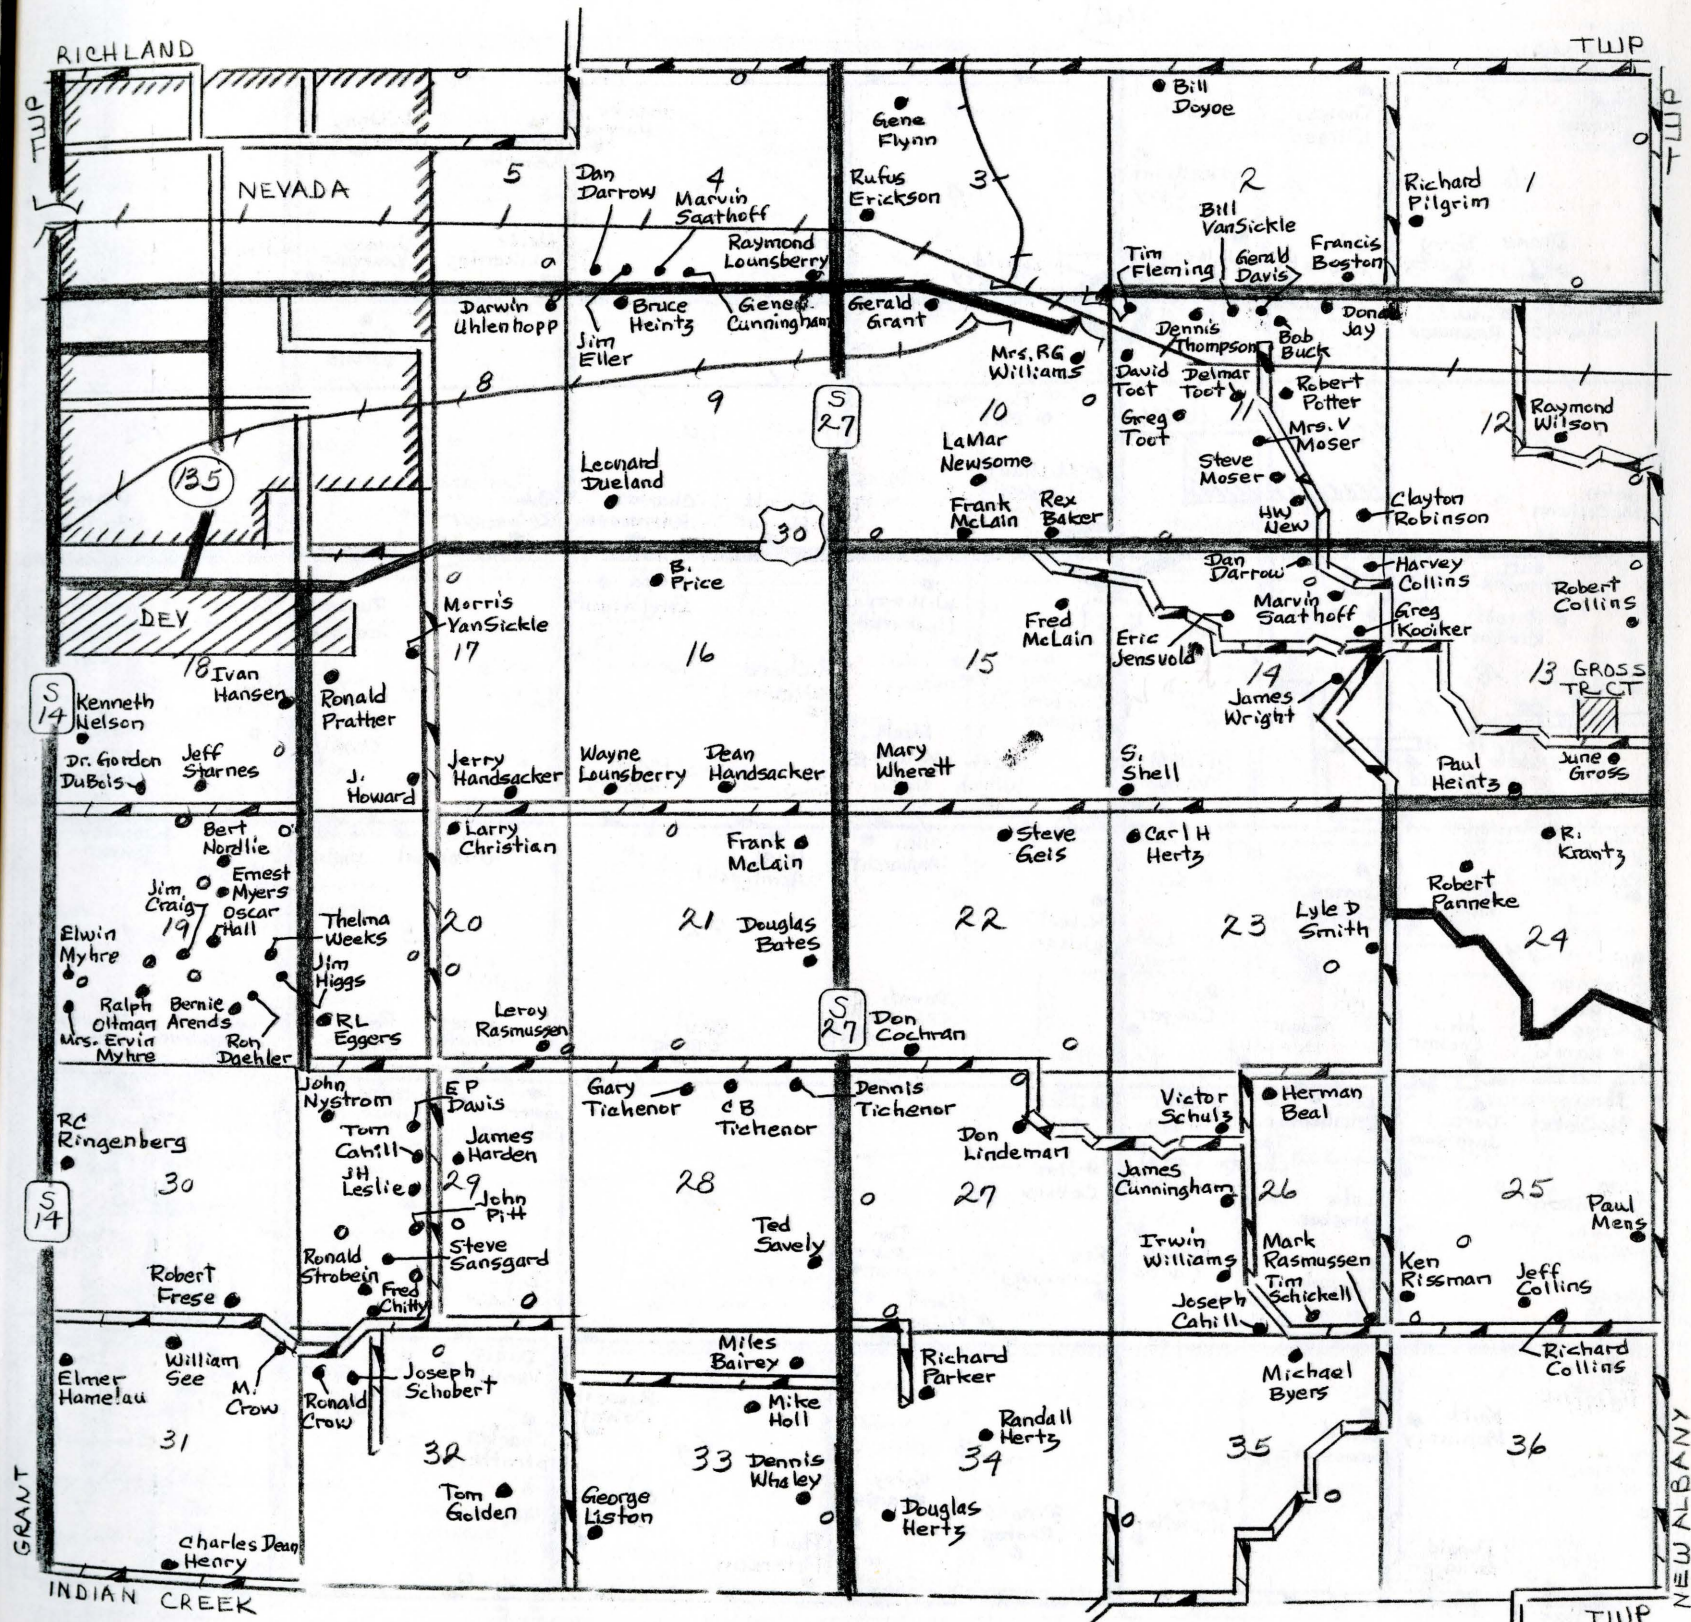 RICHLAND
TWP
TWP
TWP
NEVADA
5
4
3
2
1
Bill
Doyoe
Gene
Flynn
Dan
Darrow
Marvin
Saathoff
Rufus
Erickson
Richard
Pilgrim
Bill
VanSickle
Raymond
Lounsberry
Tim
Fleming
Gerald
Davis
Francis
Boston
Darwin
Uhlenhopp
Bruce
Heintz
Gene
Cunningham
Gerald
Grant
Jim
Eller
Dennis
Thompson
Bob
Buck
Jay
Mrs. RG
Williams
David
Toot
Delmar
Toot
Robert
Potter
8
9
10
11
12
S
27
Greg
Toot
Mrs. V
Moser
Raymond
Wilson
LaMar
Newsome
Steve
Moser
135
Leonard
Dueland
Frank
McLain
Rex
Baker
HW
New
Clayton
Robinson
30
B.
Price
Dan
Darrow
Harvey
Collins
Robert
Collins
DEV
Morris
VanSickle
Fred
McLain
Marvin
Saathoff
Greg
Kooiker
Eric
Jensvold
18
17
16
15
14
13
GROSS
TR CT
Ivan
Hansen
S
14
Kenneth
Nelson
Ronald
Prather
James
Wright
Dr. Gordon
DuBois
Jeff
Starnes
J.
Howard
Jerry
Handsacker
Wayne
Lounsberry
Dean
Handsacker
Mary
Wherett
S.
Shell
Paul
Heintz
June
Gross
Bert
Nordlie
Larry
Christian
Frank
McLain
Steve
Geis
Carl H
Hertz
R.
Krantz
Ernest
Myers
Jim
Craig
Oscar
Hall
Robert
Panneke
Elwin
Myhre
19
Thelma
Weeks
20
21
Douglas
Bates
22
23
Lyle D
Smith
24
Jim
Higgs
Ralph
Oltman
Bernie
Arends
Mrs. Ervin
Myhre
Ron
Daehler
RL
Eggers
Leroy
Rasmussen
S
27
Don
Cochran
John
Nystrom
E P
Davis
Gary
Tichenor
C B
Tichenor
Dennis
Tichenor
Victor
Schulz
Herman
Beal
RC
Ringenberg
Tom
Cahill
James
Harden
Don
Lindeman
30
JH
Leslie
29
28
27
James
Cunningham
26
25
S
14
John
Pitt
Paul
Mens
Ronald
Strobein
Steve
Sansgard
Ted
Savely
Irwin
Williams
Mark
Rasmussen
Ken
Rissman
Jeff
Collins
Robert
Frese
Fred
Chitty
Tim
Schickell
Joseph
Cahill
William
See
Miles
Bairey
Richard
Collins
Elmer
M.
Crow
Ronald
Crow
Joseph
Schobert
Richard
Parker
Michael
Byers
Mike
Holl
Randall
Hertz
31
32
33
34
35
36
Dennis
Whaley
Tom
Golden
George
Liston
Douglas
Hertz
Charles Dean
Henry
GRANT
INDIAN CREEK
NEW ALBANY
TWP